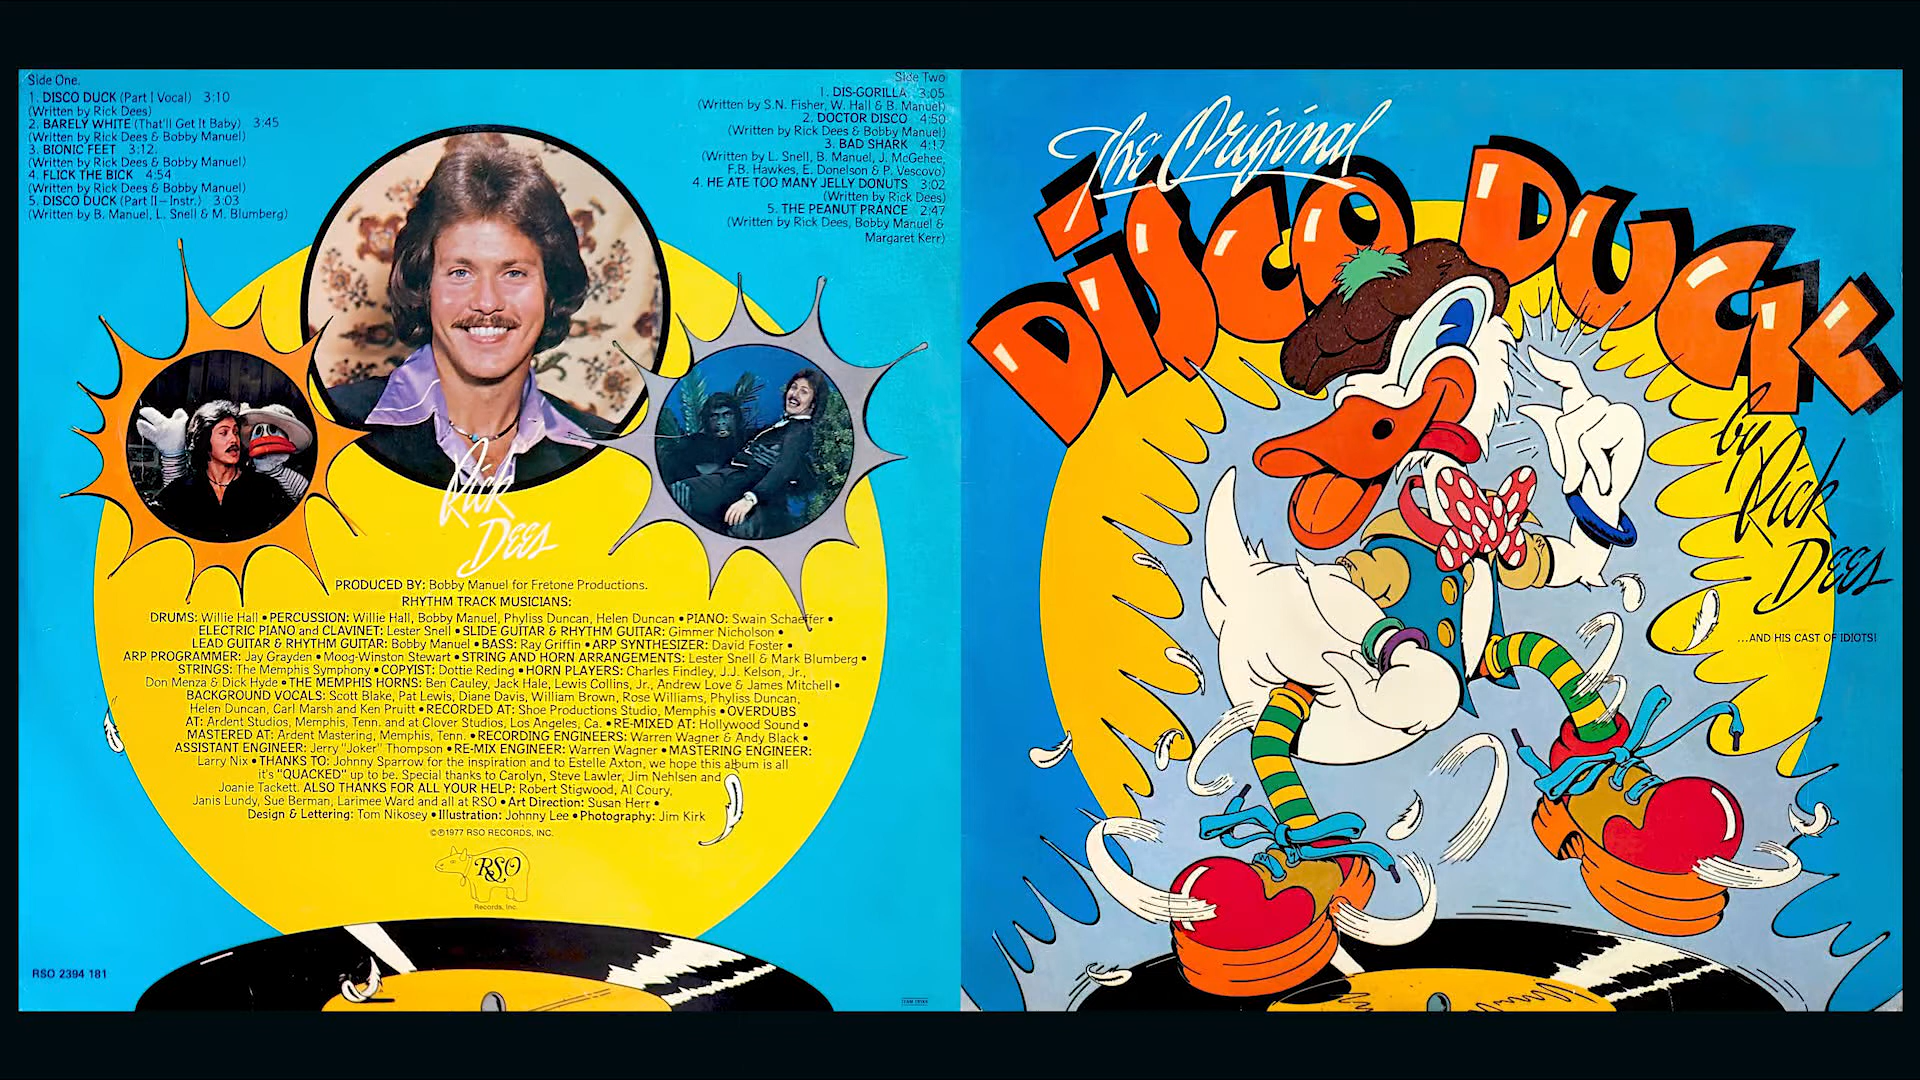 Side One.
1. DISCO DUCK (Part I Vocal) 3:10
(Written by Rick Dees)
2. BARELY WHITE (That'll Get It Baby) 3:45
(Written by Rick Dees & Bobby Manuel)
3. BIONIC FEET 3:12.
(Written by Rick Dees & Bobby Manuel)
4. FLICK THE BICK 4:54
(Written by Rick Dees & Bobby Manuel)
5. DISCO DUCK (Part II – Instr.) 3:03
(Written by B. Manuel, L. Snell & M. Blumberg)
Side Two
1. DIS-GORILLA 3:05
(Written by S.N. Fisher, W. Hall & B. Manuel)
2. DOCTOR DISCO 4:50
(Written by Rick Dees & Bobby Manuel)
3. BAD SHARK 4:17
(Written by L. Snell, B. Manuel, J. McGehee,
F.B. Hawkes, E. Donelson & P. Vescovo)
4. HE ATE TOO MANY JELLY DONUTS 3:02
(Written by Rick Dees)
5. THE PEANUT PRANCE 2:47
(Written by Rick Dees, Bobby Manuel &
Margaret Kerr)
Rick
Dees
PRODUCED BY: Bobby Manuel for Fretone Productions.
RHYTHM TRACK MUSICIANS:
DRUMS: Willie Hall • PERCUSSION: Willie Hall, Bobby Manuel, Phyliss Duncan, Helen Duncan • PIANO: Swain Schaeffer •
ELECTRIC PIANO and CLAVINET: Lester Snell • SLIDE GUITAR & RHYTHM GUITAR: Gimmer Nicholson •
LEAD GUITAR & RHYTHM GUITAR: Bobby Manuel • BASS: Ray Griffin • ARP SYNTHESIZER: David Foster •
ARP PROGRAMMER: Jay Grayden • Moog-Winston Stewart • STRING AND HORN ARRANGEMENTS: Lester Snell & Mark Blumberg •
STRINGS: The Memphis Symphony • COPYIST: Dottie Reding • HORN PLAYERS: Charles Findley, J.J. Kelson, Jr.,
Don Menza & Dick Hyde • THE MEMPHIS HORNS: Ben Cauley, Jack Hale, Lewis Collins, Jr., Andrew Love & James Mitchell •
BACKGROUND VOCALS: Scott Blake, Pat Lewis, Diane Davis, William Brown, Rose Williams, Phyliss Duncan,
Helen Duncan, Carl Marsh and Ken Pruitt • RECORDED AT: Shoe Productions Studio, Memphis • OVERDUBS
AT: Ardent Studios, Memphis, Tenn. and at Clover Studios, Los Angeles, Ca. • RE-MIXED AT: Hollywood Sound •
MASTERED AT: Ardent Mastering, Memphis, Tenn. • RECORDING ENGINEERS: Warren Wagner & Andy Black •
ASSISTANT ENGINEER: Jerry "Joker" Thompson • RE-MIX ENGINEER: Warren Wagner • MASTERING ENGINEER:
Larry Nix • THANKS TO: Johnny Sparrow for the inspiration and to Estelle Axton, we hope this album is all
it's "QUACKED" up to be. Special thanks to Carolyn, Steve Lawler, Jim Nehlsen and
Joanie Tackett. ALSO THANKS FOR ALL YOUR HELP: Robert Stigwood, Al Coury,
Janis Lundy, Sue Berman, Larimee Ward and all at RSO • Art Direction: Susan Herr •
Design & Lettering: Tom Nikosey • Illustration: Johnny Lee • Photography: Jim Kirk
©℗1977 RSO RECORDS, INC.
RSO
Records, Inc.
RSO 2394 181
The Original
DISCO DUCK
by
Rick
Dees
...AND HIS CAST OF IDIOTS!